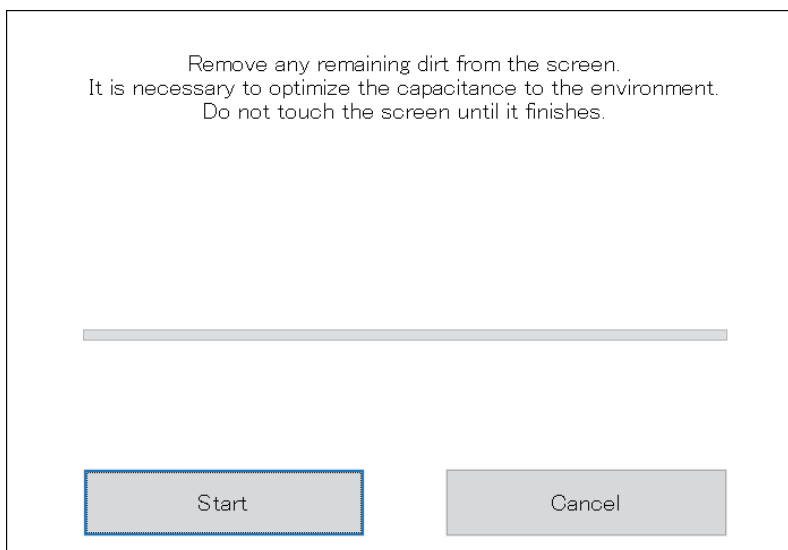 Remove any remaining dirt from the screen.
It is necessary to optimize the capacitance to the environment.
Do not touch the screen until it finishes.
Start
Cancel